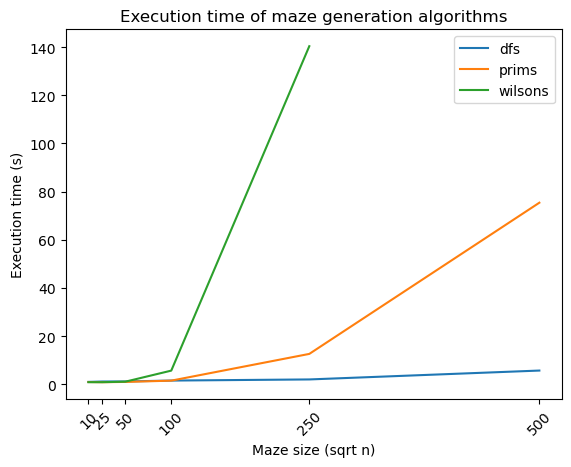 Execution time of maze generation algorithms
dfs
prims
wilsons
Execution time (s)
140
120
100
80
60
40
20
0
10
25
50
100
250
500
Maze size (sqrt n)